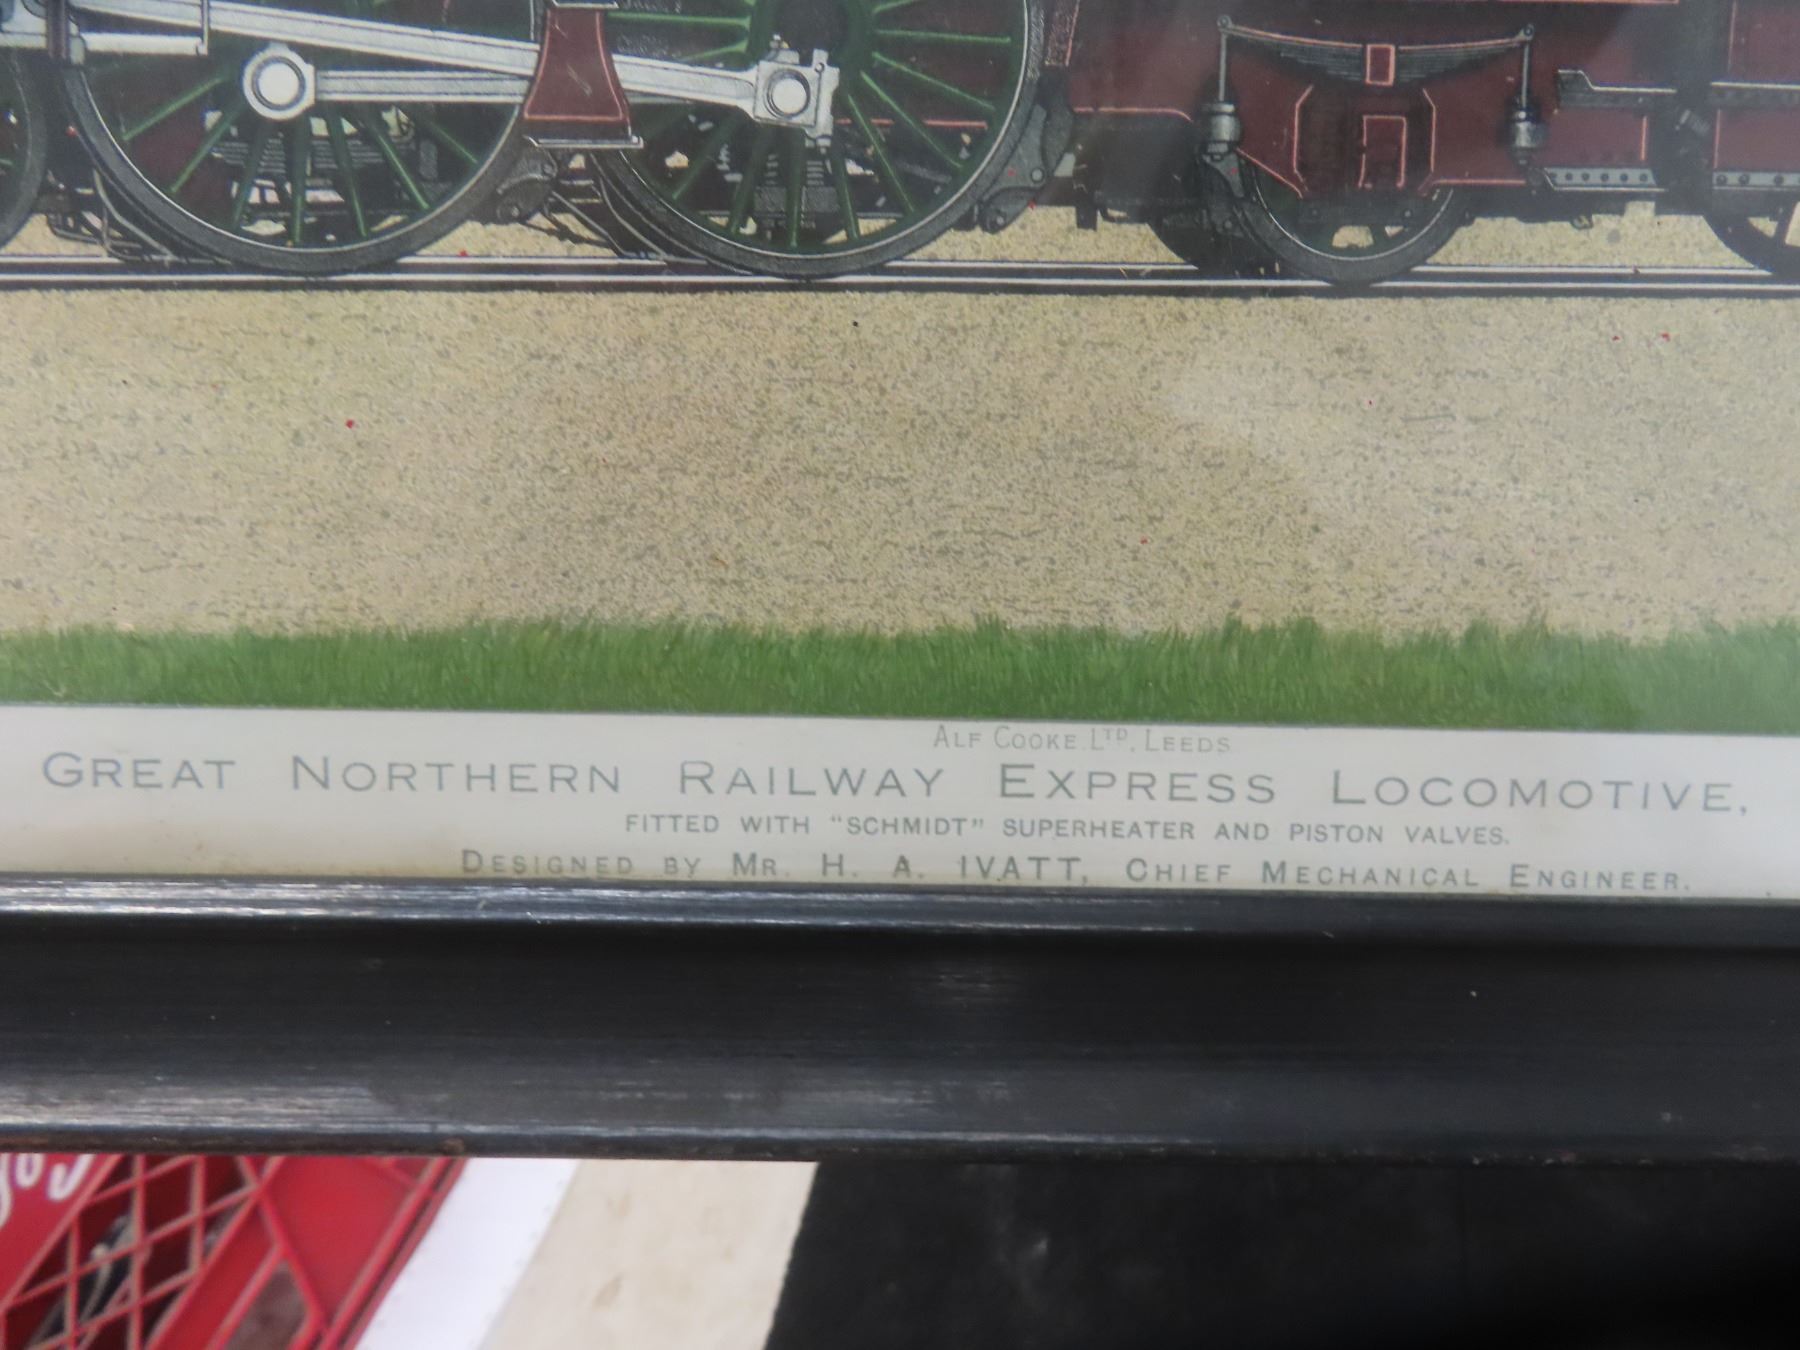 ALF COOKE LTD, LEEDS
GREAT NORTHERN RAILWAY EXPRESS LOCOMOTIVE,
FITTED WITH "SCHMIDT" SUPERHEATER AND PISTON VALVES.
DESIGNED BY MR. H. A. IVATT, CHIEF MECHANICAL ENGINEER.